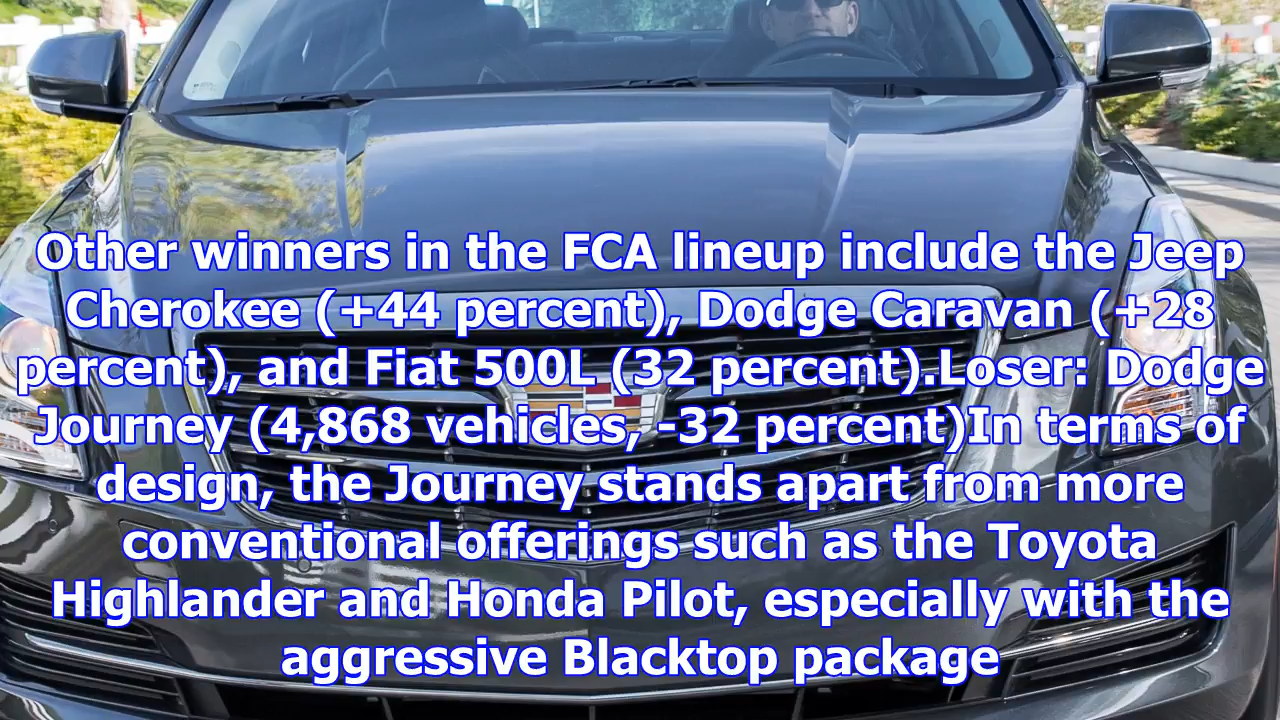 Other winners in the FCA lineup include the Jeep
Cherokee (+44 percent), Dodge Caravan (+28
percent), and Fiat 500L (32 percent).Loser: Dodge
Journey (4,868 vehicles, -32 percent)In terms of
design, the Journey stands apart from more
conventional offerings such as the Toyota
Highlander and Honda Pilot, especially with the
aggressive Blacktop package